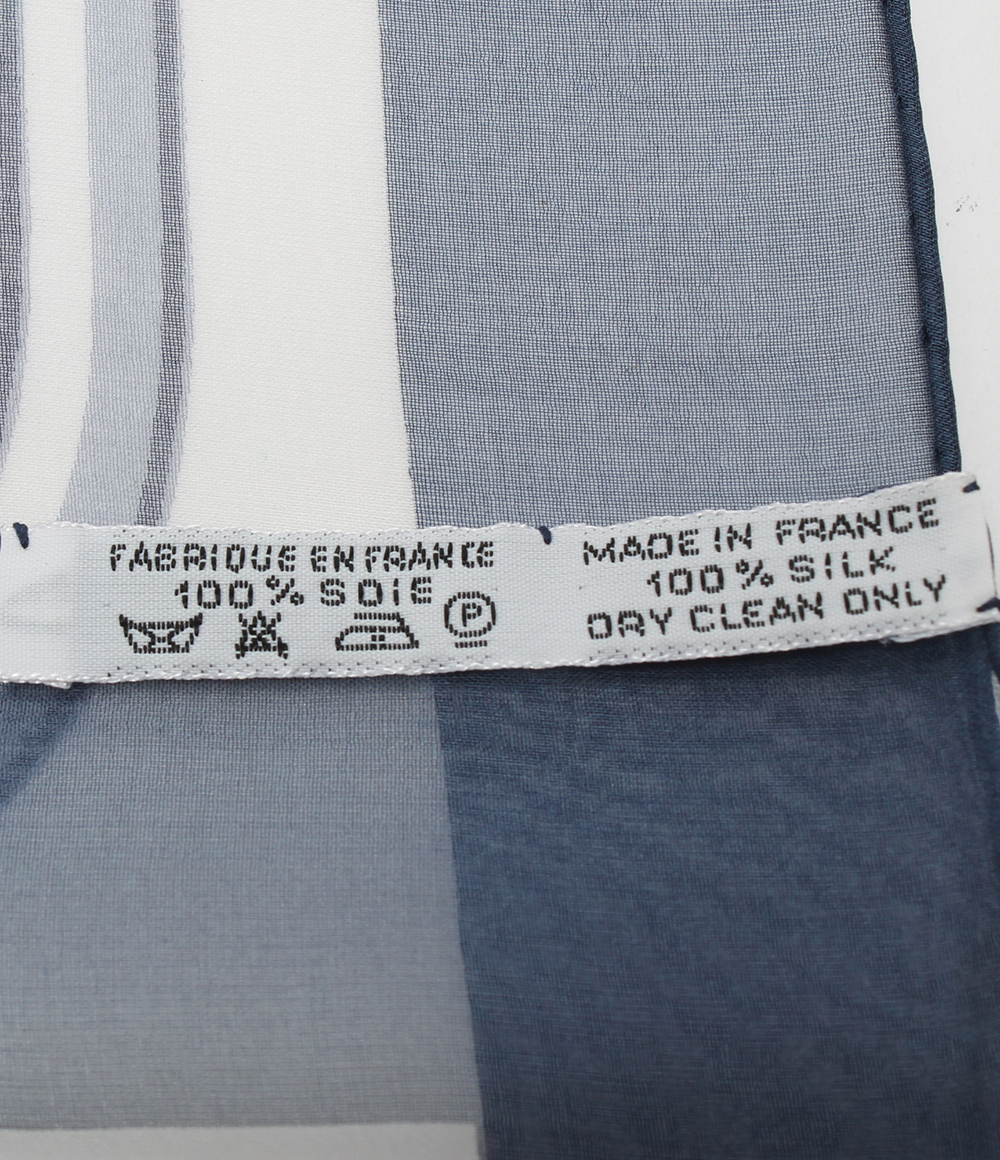 FABRIQUE EN FRANCE
100% SOIE
P
MADE IN FRANCE
100% SILK
DRY CLEAN ONLY